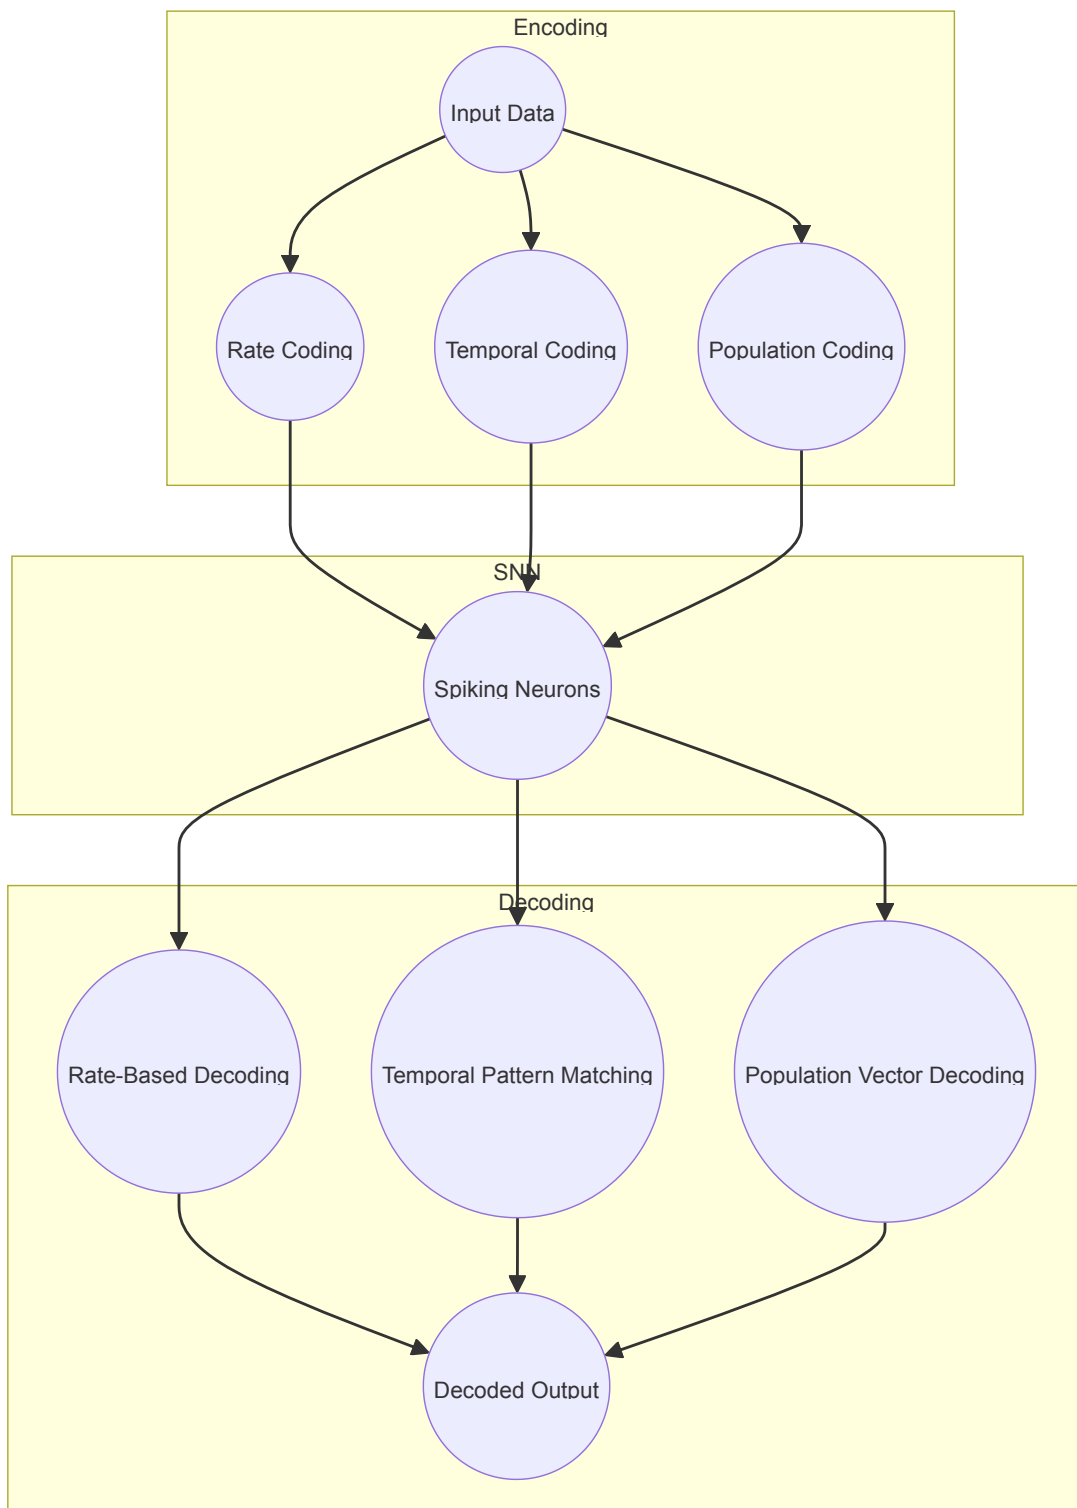 Encoding
Input Data
Rate Coding
Temporal Coding
Population Coding
SNN
Spiking Neurons
Decoding
Rate-Based Decoding
Temporal Pattern Matching
Population Vector Decoding
Decoded Output